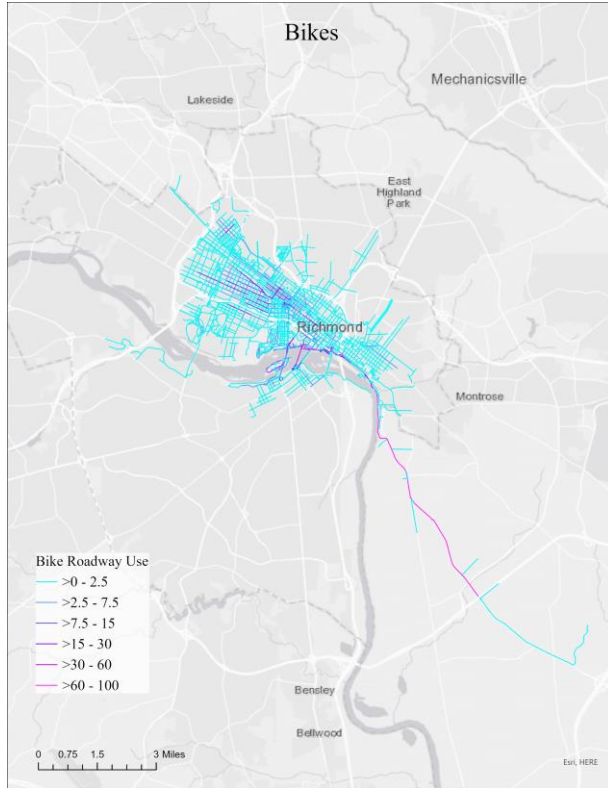 Bikes
Mechanicsville
Lakeside
East
Highland
Park
Richmond
Montrose
Bike Roadway Use
>0 - 2.5
>2.5 - 7.5
>7.5 - 15
>15 - 30
>30 - 60
>60 - 100
Bensley
Bellwood
0 0.75 1.5 3 Miles
Esri, HERE